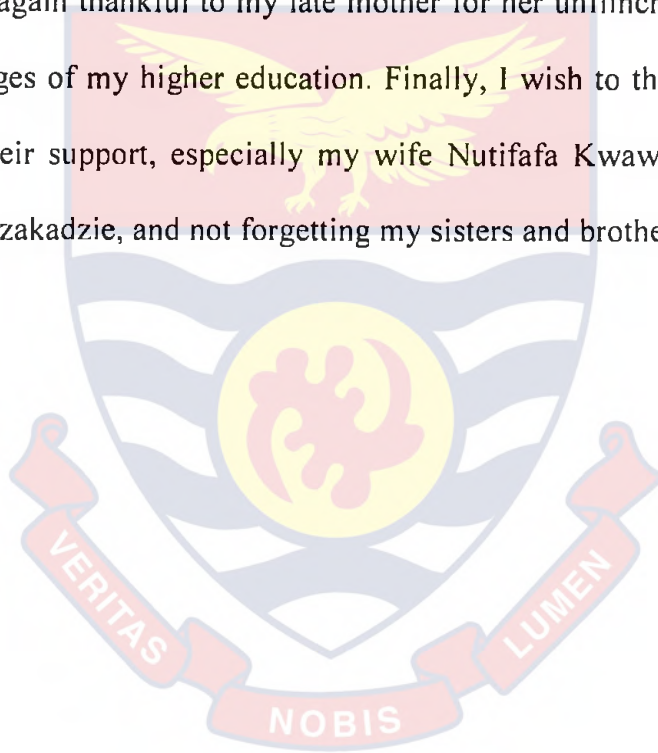 again thankful to my late mother for her
ges of my higher education. Finally, I wish to th
eir support, especially my wife Nutifafa Kwaw
zakadzie, and not forgetting my sisters and brothe
VERITAS
NOBIS
LUMEN